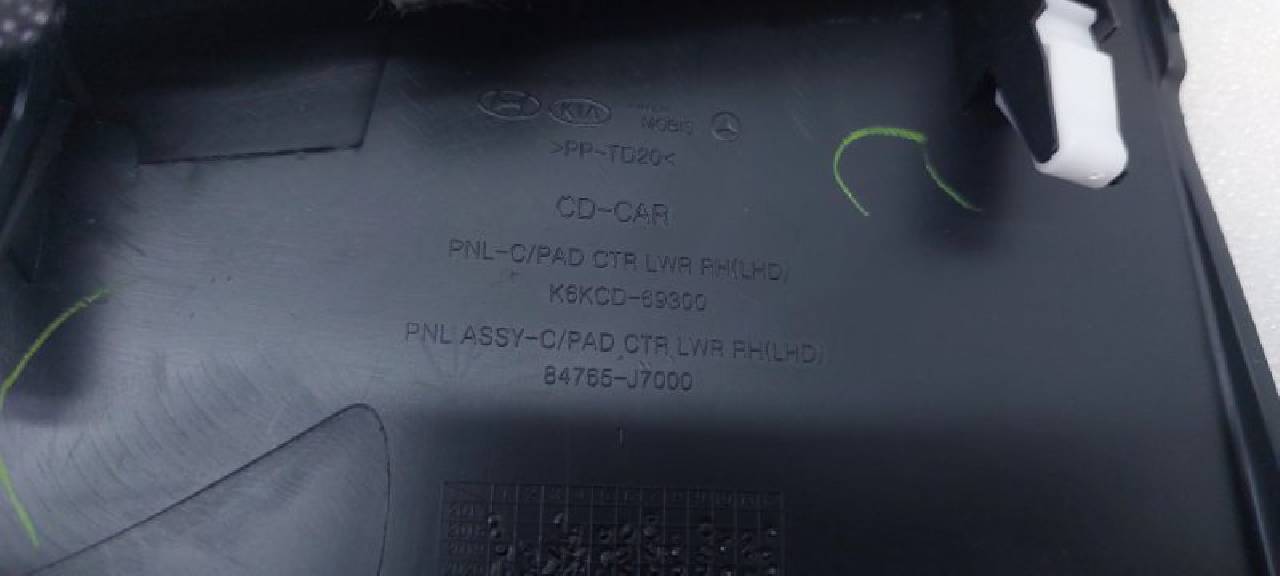 KIA MOBIS
>PP-TD20<
CD-CAR
PNL-C/PAD CTR LWR RH(LHD)
K6KCD-69300
PNL ASSY-C/PAD CTR LWR RH(LHD)
84765-J7000